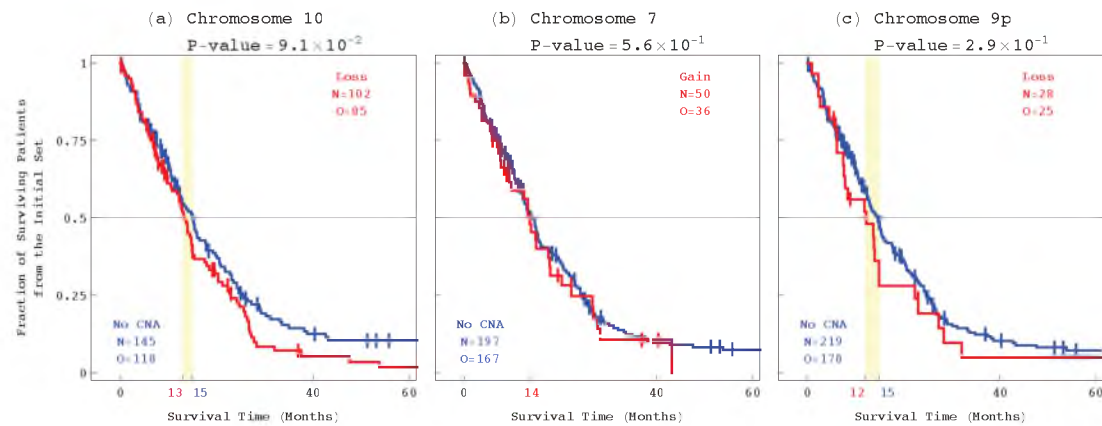 (a) Chromosome 10
P-value = 9.1×10^-2
(b) Chromosome 7
P-value = 5.6×10^-1
(c) Chromosome 9p
P-value = 2.9×10^-1
Fraction of Surviving Patients
from the Initial Set
1
0.75
0.5
0.25
0
Loss
N=102
O=85
No CNA
N=145
O=118
0
13
15
40
60
Survival Time (Months)
Gain
N=50
O=36
No CNA
N=197
O=167
0
14
40
60
Survival Time (Months)
Loss
N=28
O=25
No CNA
N=219
O=178
0
12
15
40
60
Survival Time (Months)